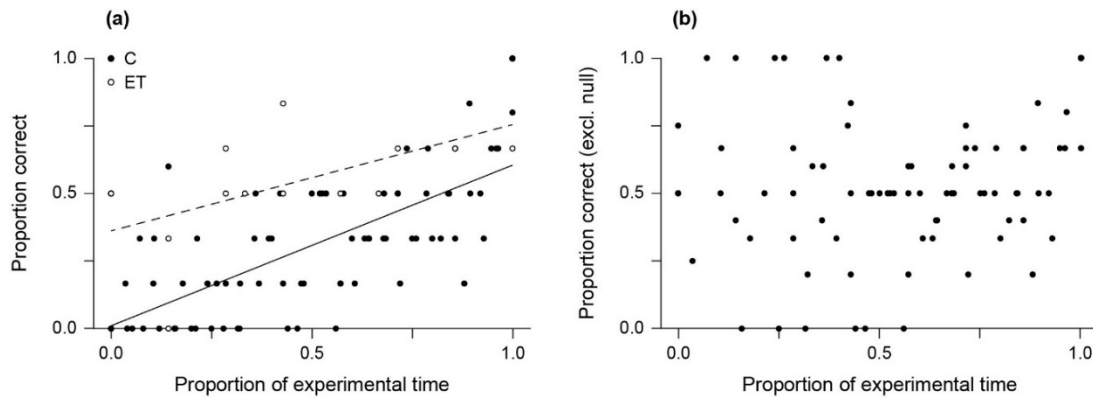 (a)
1.0
C
ET
Proportion correct
0.5
0.0
0.0
0.5
1.0
Proportion of experimental time
(b)
1.0
Proportion correct (excl. null)
0.5
0.0
0.0
0.5
1.0
Proportion of experimental time